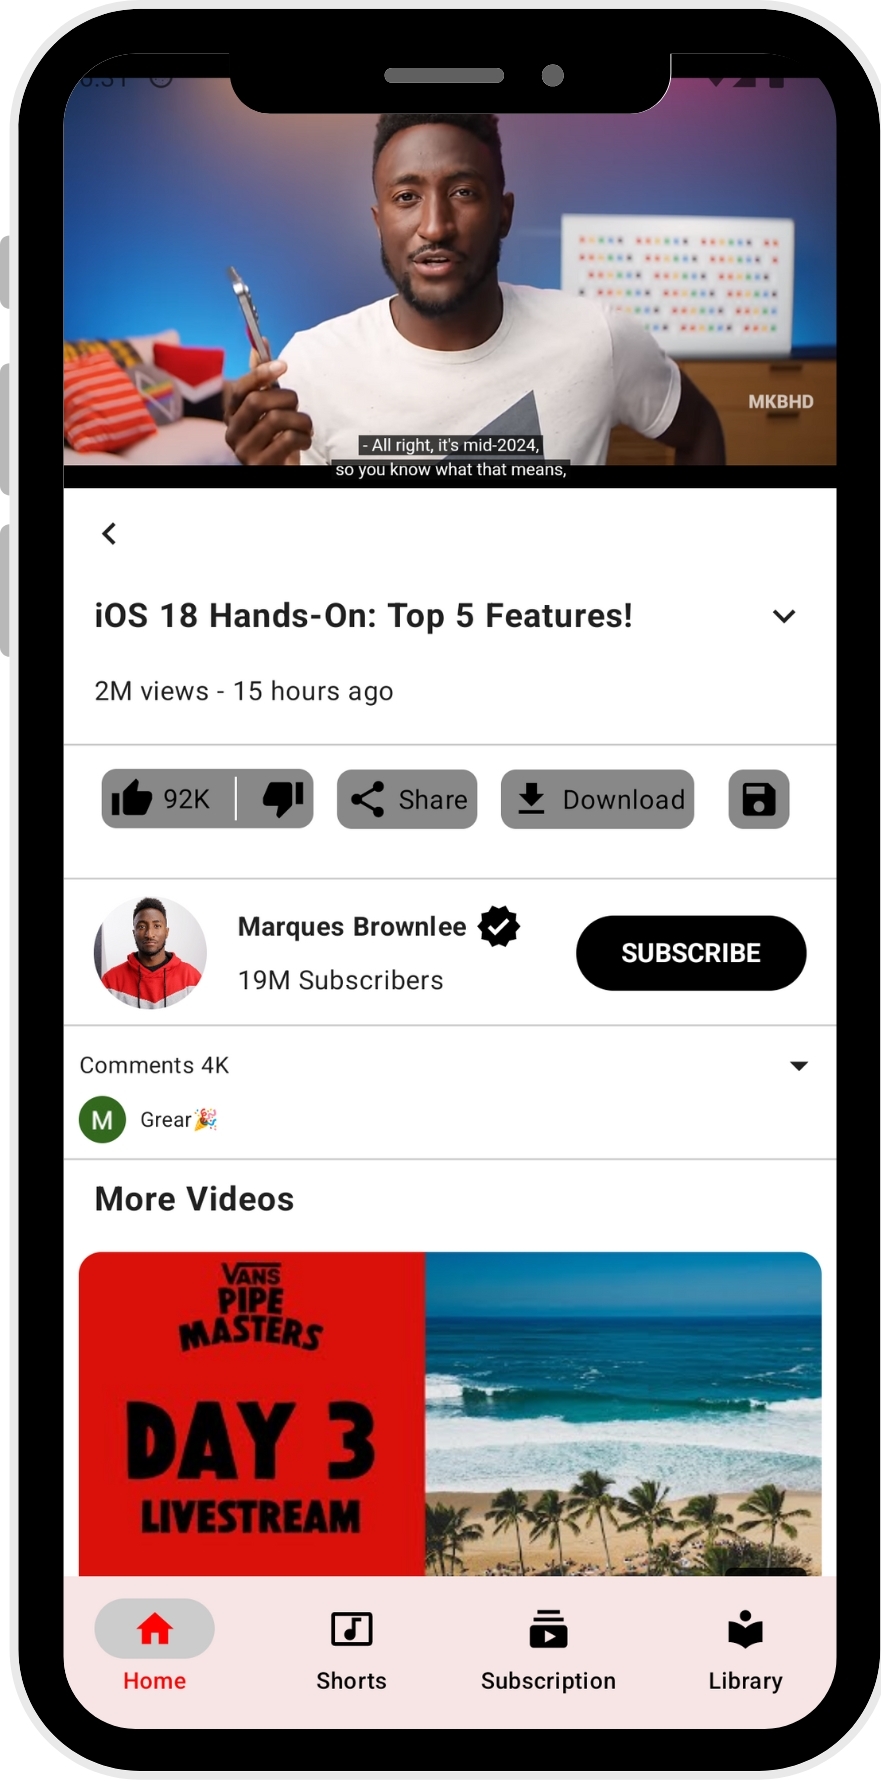 MKBHD
- All right, it's mid-2024,
so you know what that means,
iOS 18 Hands-On: Top 5 Features!
2M views - 15 hours ago
92K
Share
Download
Marques Brownlee
19M Subscribers
SUBSCRIBE
Comments 4K
M
Grear🎉
More Videos
VANS
PIPE
MASTERS
DAY 3
LIVESTREAM
Home
Shorts
Subscription
Library